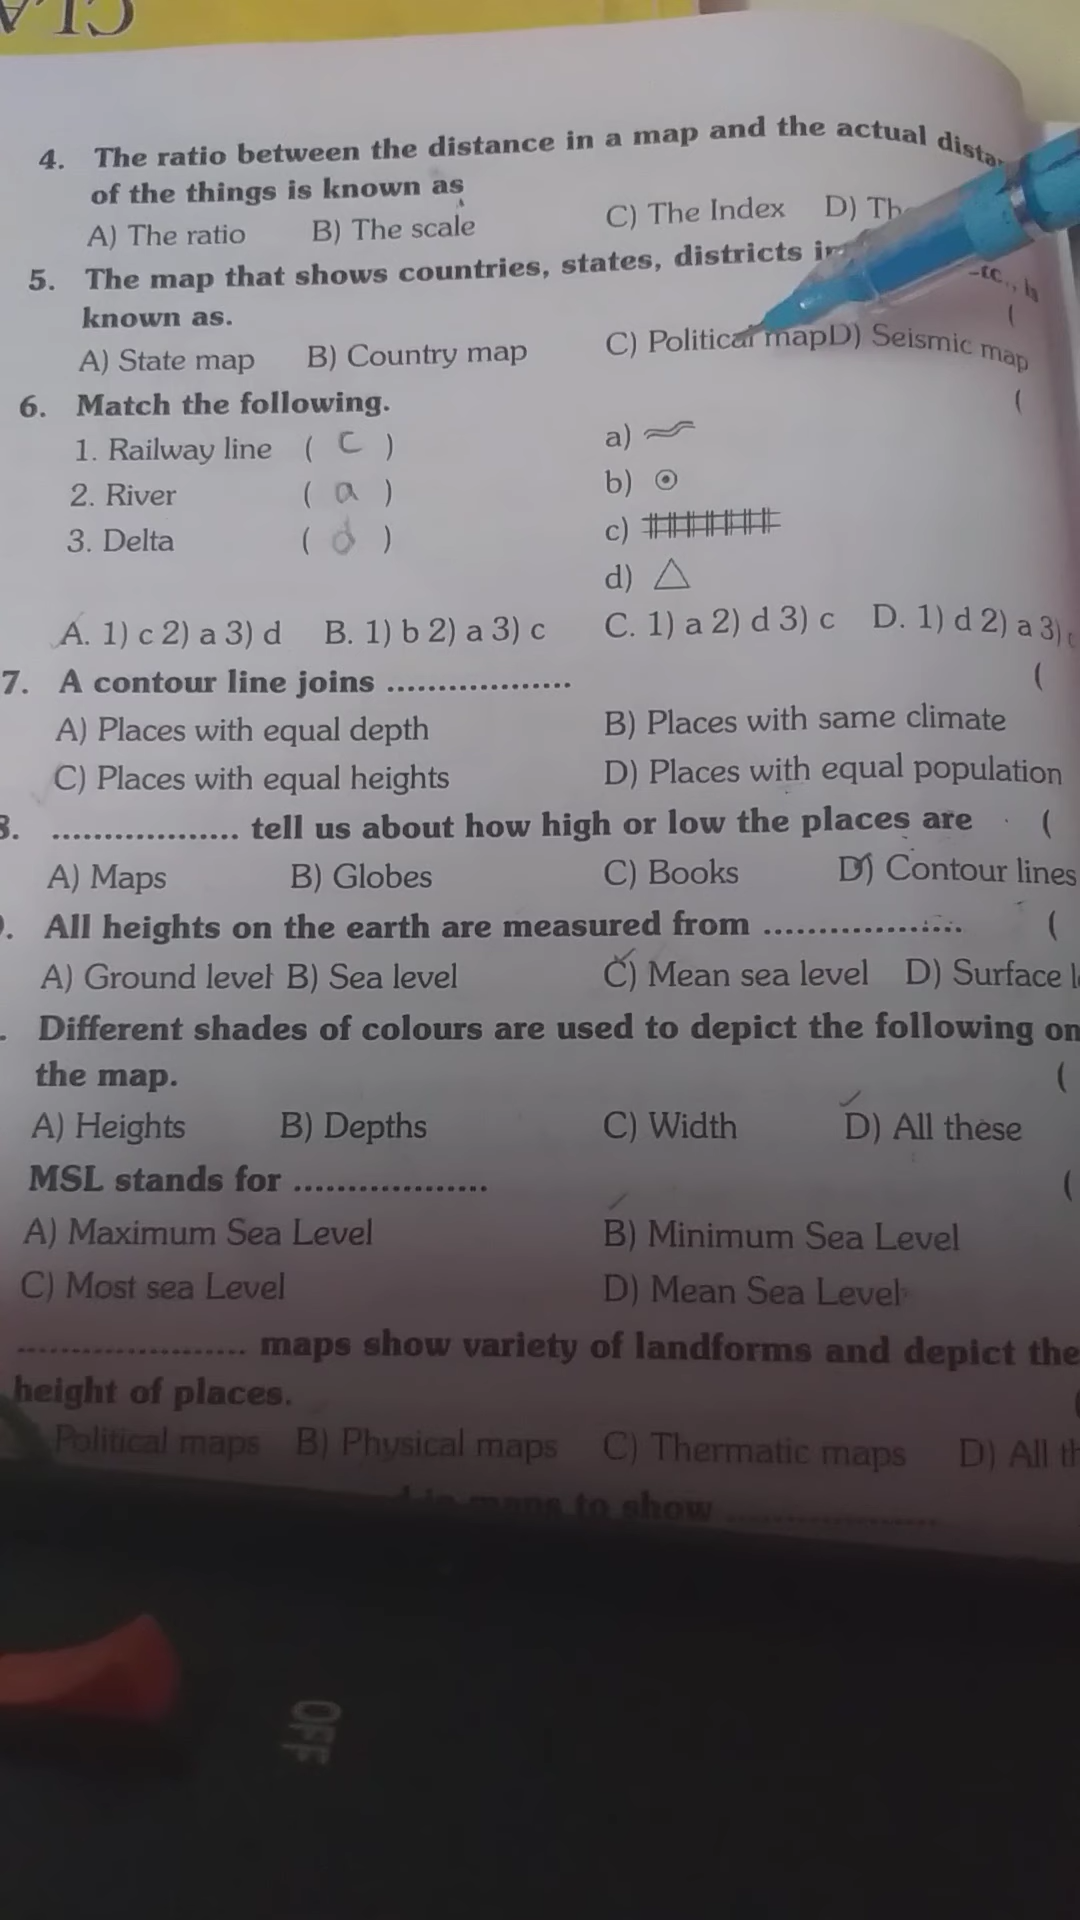 CLA
4. The ratio between the distance in a map and the actual
of the things is known as
A) The ratio B) The scale C) The Index D)
5. The map that shows countries, states, districts
known as.
A) State map B) Country map C) Political map D) Seismic map
6. Match the following. (
1. Railway line ( c ) a)
2. River ( a ) b)
3. Delta ( d ) c)
d)
A. 1) c 2) a 3) d B. 1) b 2) a 3) c C. 1) a 2) d 3) c D. 1) d 2) a 3)
7. A contour line joins .................. (
A) Places with equal depth B) Places with same climate
C) Places with equal heights D) Places with equal population
.................. tell us about how high or low the places are (
A) Maps B) Globes C) Books D) Contour lines
. All heights on the earth are measured from .................. (
A) Ground level B) Sea level C) Mean sea level D) Surface
. Different shades of colours are used to depict the following on
the map. (
A) Heights B) Depths C) Width D) All these
MSL stands for .................. (
A) Maximum Sea Level B) Minimum Sea Level
C) Most sea Level D) Mean Sea Level
.................. maps show variety of landforms and depict the
height of places.
Political maps B) Physical maps C) Thermatic maps D) All
maps to show ..................
OFF